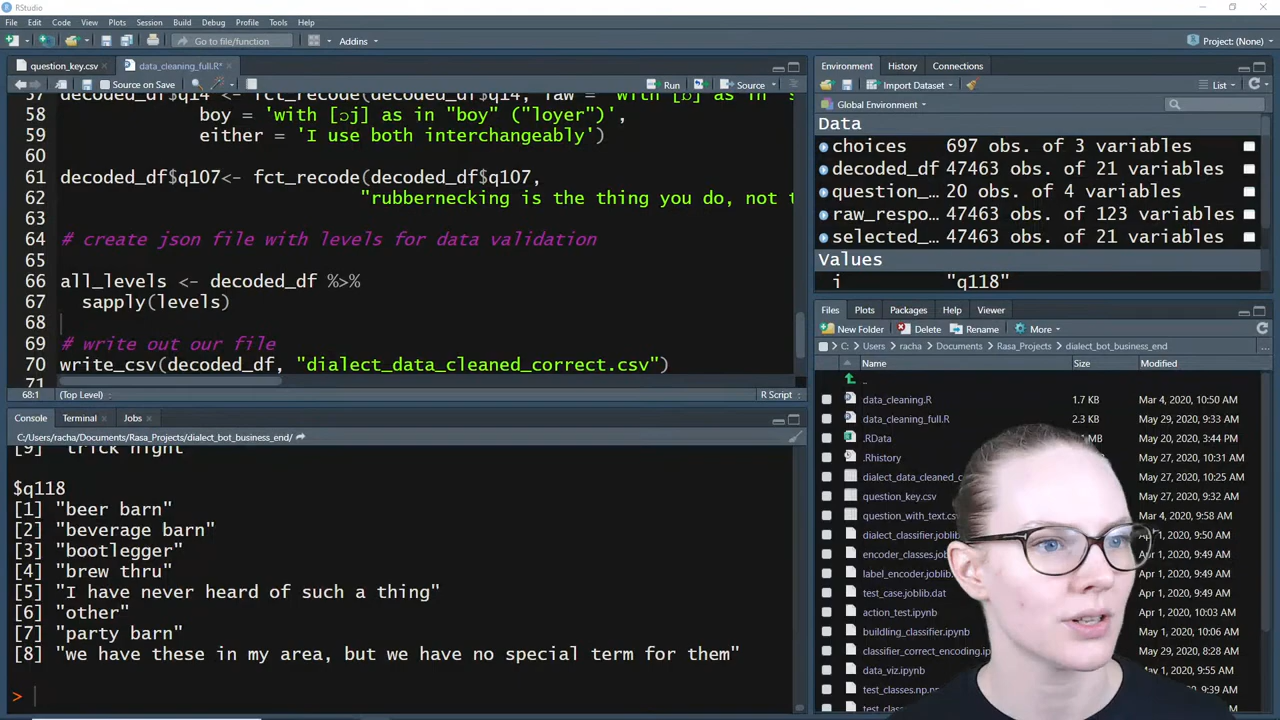 RStudio
File Edit Code View Plots Session Build Debug Profile Tools Help
Go to file/function Addins Project: (None)
question_key.csv data_cleaning_full.R*
Source on Save Run Source
57 decoded_df$q14 <- fct_recode(decoded_df$q14, raw = 'with [ɔ] as in
58 boy = 'with [ɔj] as in "boy" ("loyer")',
59 either = 'I use both interchangeably')
60
61 decoded_df$q107<- fct_recode(decoded_df$q107,
62 "rubbernecking is the thing you do, not t
63
64 # create json file with levels for data validation
65
66 all_levels <- decoded_df %>%
67 sapply(levels)
68
69 # write out our file
70 write_csv(decoded_df, "dialect_data_cleaned_correct.csv")
71
68:1 (Top Level) R Script
Console Terminal Jobs
C:/Users/racha/Documents/Rasa_Projects/dialect_bot_business_end/
[9] "trick night"
$q118
[1] "beer barn"
[2] "beverage barn"
[3] "bootlegger"
[4] "brew thru"
[5] "I have never heard of such a thing"
[6] "other"
[7] "party barn"
[8] "we have these in my area, but we have no special term for them"
>
Environment History Connections
Import Dataset List
Global Environment
Data
choices 697 obs. of 3 variables
decoded_df 47463 obs. of 21 variables
question_… 20 obs. of 4 variables
raw_respo… 47463 obs. of 123 variables
selected_… 47463 obs. of 21 variables
Values
i "q118"
Files Plots Packages Help Viewer
New Folder Delete Rename More
C: Users racha Documents Rasa_Projects dialect_bot_business_end
Name Size Modified
..
data_cleaning.R 1.7 KB Mar 4, 2020, 10:50 AM
data_cleaning_full.R 2.3 KB May 29, 2020, 9:33 AM
.RData MB May 20, 2020, 3:44 PM
.Rhistory May 27, 2020, 10:31 AM
dialect_data_cleaned_c May 27, 2020, 10:25 AM
question_key.csv May 27, 2020, 9:32 AM
question_with_text.cs Mar 4, 2020, 9:58 AM
dialect_classifier.joblib 2020, 9:50 AM
encoder_classes.job Apr 1, 2020, 9:49 AM
label_encoder.joblib Apr 1, 2020, 9:49 AM
test_case.joblib.dat Apr 1, 2020, 9:49 AM
action_test.ipynb Apr 1, 2020, 10:03 AM
buildling_classifier.ipynb May 1, 2020, 10:06 AM
classifier_correct_encoding.ip May 29, 2020, 8:28 AM
data_viz.ipynb 2020, 9:55 AM
test_classes.np.np 2020, 9:39 AM